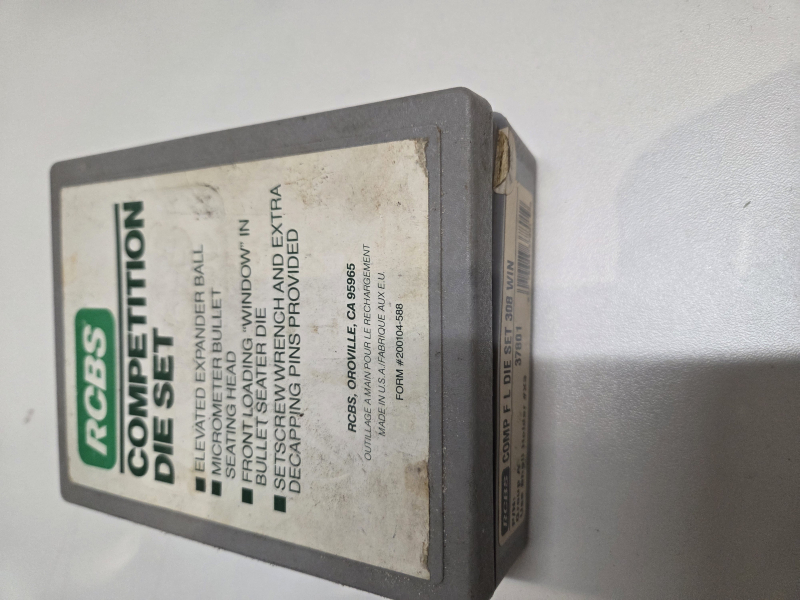 RCBS
COMPETITION
DIE SET
ELEVATED EXPANDER BALL
MICROMETER BULLET
SEATING HEAD
FRONT LOADING "WINDOW" IN
BULLET SEATER DIE
SETSCREW WRENCH AND EXTRA
DECAPPING PINS PROVIDED
RCBS, OROVILLE, CA 95965
OUTILLAGE A MAIN POUR LE RECHARGEMENT
MADE IN U.S.A./FABRIQUE AUX E.U.
FORM #200104-588
RCBS COMP F L DIE SET 308 WIN
37801